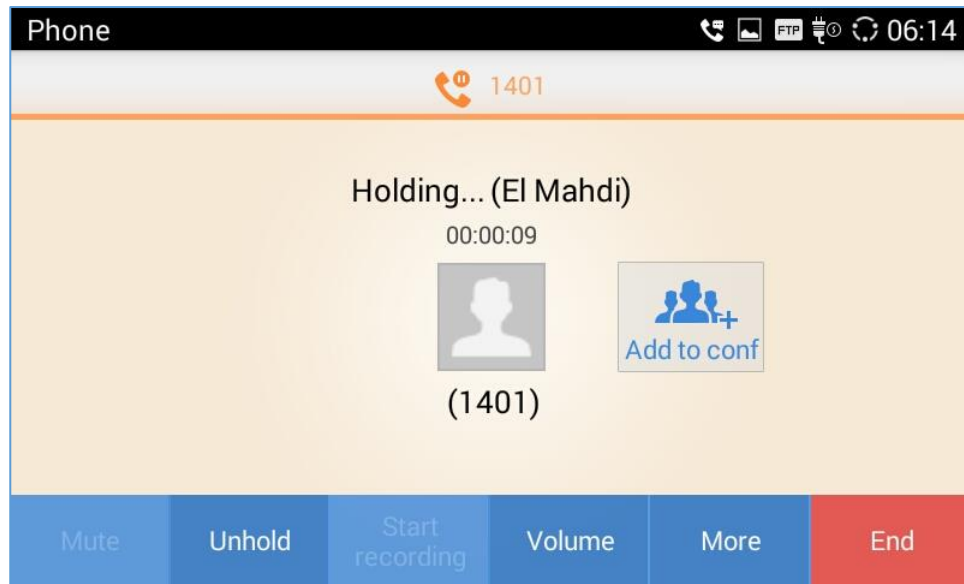 Phone
FTP
06:14
1401
Holding... (El Mahdi)
00:00:09
Add to conf
(1401)
Mute
Unhold
Start
recording
Volume
More
End